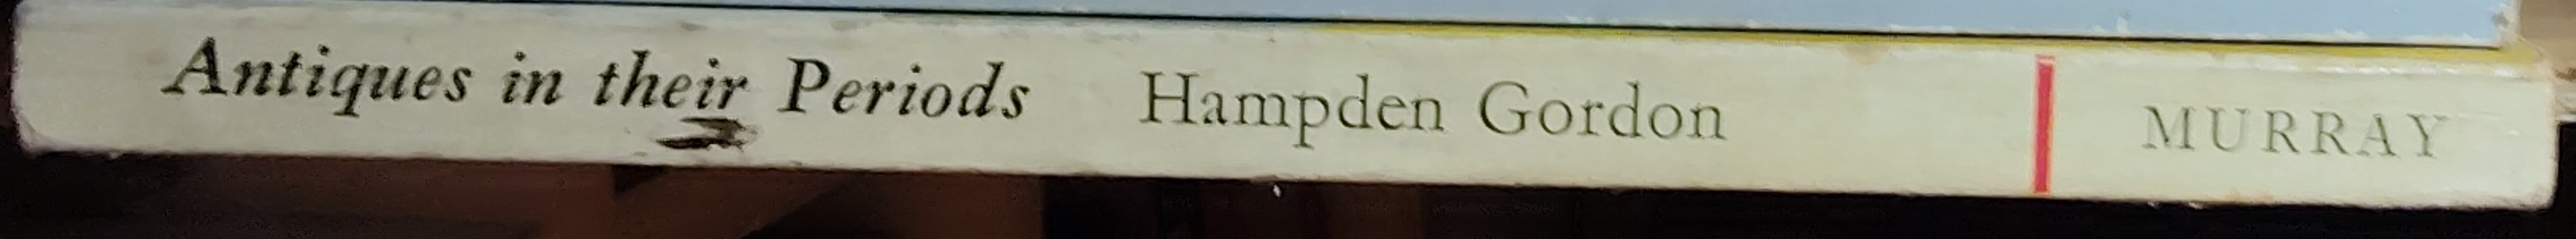 Antiques in their Periods Hampden Gordon MURRAY